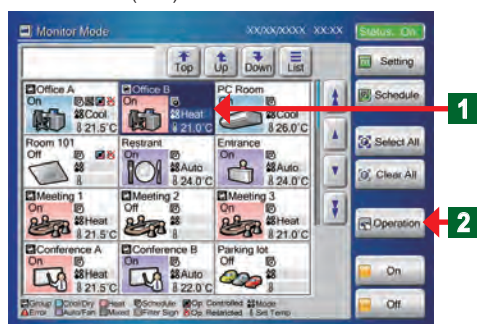 Monitor Mode XX/XX/XXXX XX:XX Status: On
Top Up Down List
Setting
Schedule
Select All
Clear All
Operation
On
Off
Office A
On
Cool
21.5°C
Office B
On
Heat
21.0°C
PC Room
On
Cool
26.0°C
Room 101
Off
Restrant
On
Auto
24.0°C
Entrance
On
Auto
24.0°C
Meeting 1
On
Heat
21.5°C
Meeting 2
Off
Meeting 3
On
Heat
21.0°C
Conference A
On
Heat
21.5°C
Conference B
On
Auto
22.0°C
Parking lot
Off
Group Cool/Dry Heat Schedule Op. Controlled Mode
Error Auto/Fan Mixed Filter Sign Op. Restricted Set Temp
1
2